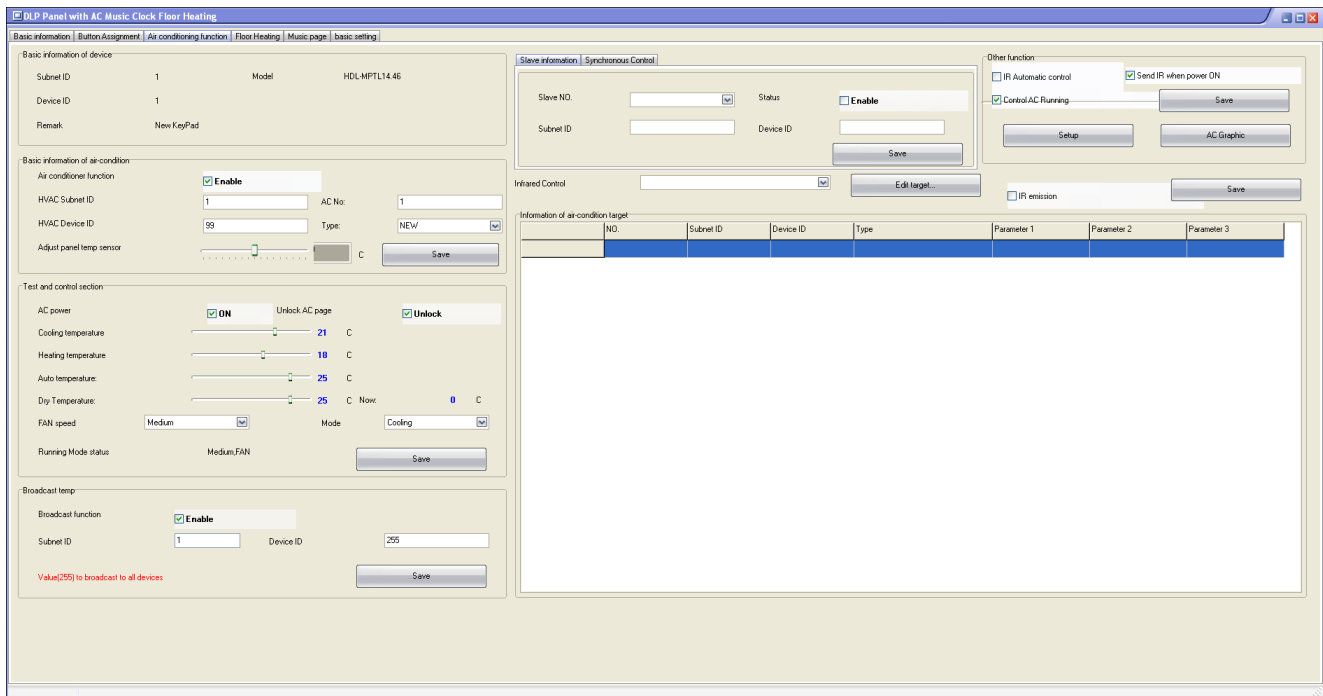 DLP Panel with AC Music Clock Floor Heating
Basic information Button Assignment Air conditioning function Floor Heating Music page basic setting
Basic information of device
Subnet ID 1 Model HDL-MPTL14.46
Device ID 1
Remark New KeyPad
Basic information of air-condition
Air conditioner function Enable
HVAC Subnet ID 1 AC No: 1
HVAC Device ID 99 Type: NEW
Adjust panel temp sensor C Save
Test and control section
AC power ON Unlock AC page Unlock
Cooling temperature 21 C
Heating temperature 18 C
Auto temperature: 25 C
Dry Temperature: 25 C Now: 0 C
FAN speed Medium Mode Cooling
Running Mode status Medium,FAN Save
Broadcast temp
Broadcast function Enable
Subnet ID 1 Device ID 255
Value(255) to broadcast to all devices Save
Slave information Synchronous Control
Slave NO. Status Enable
Subnet ID Device ID
Save
Other function
IR Automatic control Send IR when power ON
Control AC Running Save
Setup AC Graphic
Infrared Control Edit target... IR emission Save
Information of air-condition target
NO. Subnet ID Device ID Type Parameter 1 Parameter 2 Parameter 3